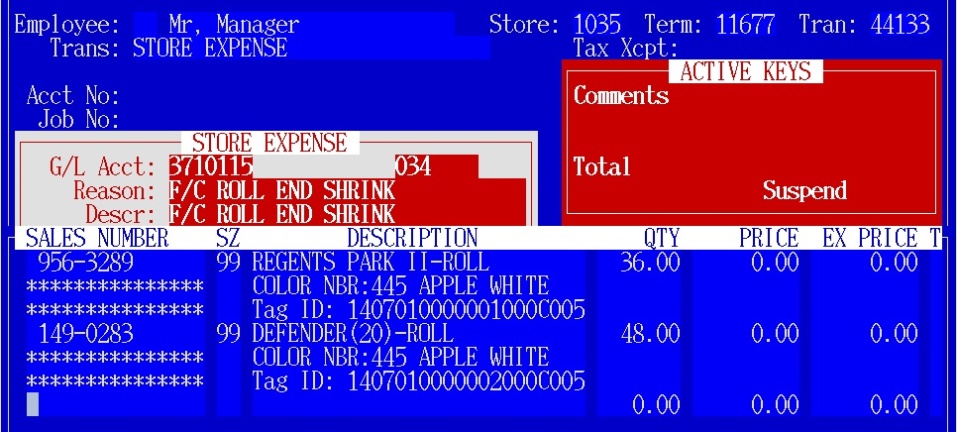 Employee: Mr, Manager Store: 1035 Term: 11677 Tran: 44133
Trans: STORE EXPENSE Tax Xcpt:
ACTIVE KEYS
Acct No: Comments
Job No:
STORE EXPENSE
G/L Acct: 3710115 034 Total
Reason: F/C ROLL END SHRINK Suspend
Descr: F/C ROLL END SHRINK
SALES NUMBER SZ DESCRIPTION QTY PRICE EX PRICE T
956-3289 99 REGENTS PARK II-ROLL 36.00 0.00 0.00
*************** COLOR NBR:445 APPLE WHITE
*************** Tag ID: 1407010000001000C005
149-0283 99 DEFENDER(20)-ROLL 48.00 0.00 0.00
*************** COLOR NBR:445 APPLE WHITE
*************** Tag ID: 1407010000002000C005
0.00 0.00 0.00